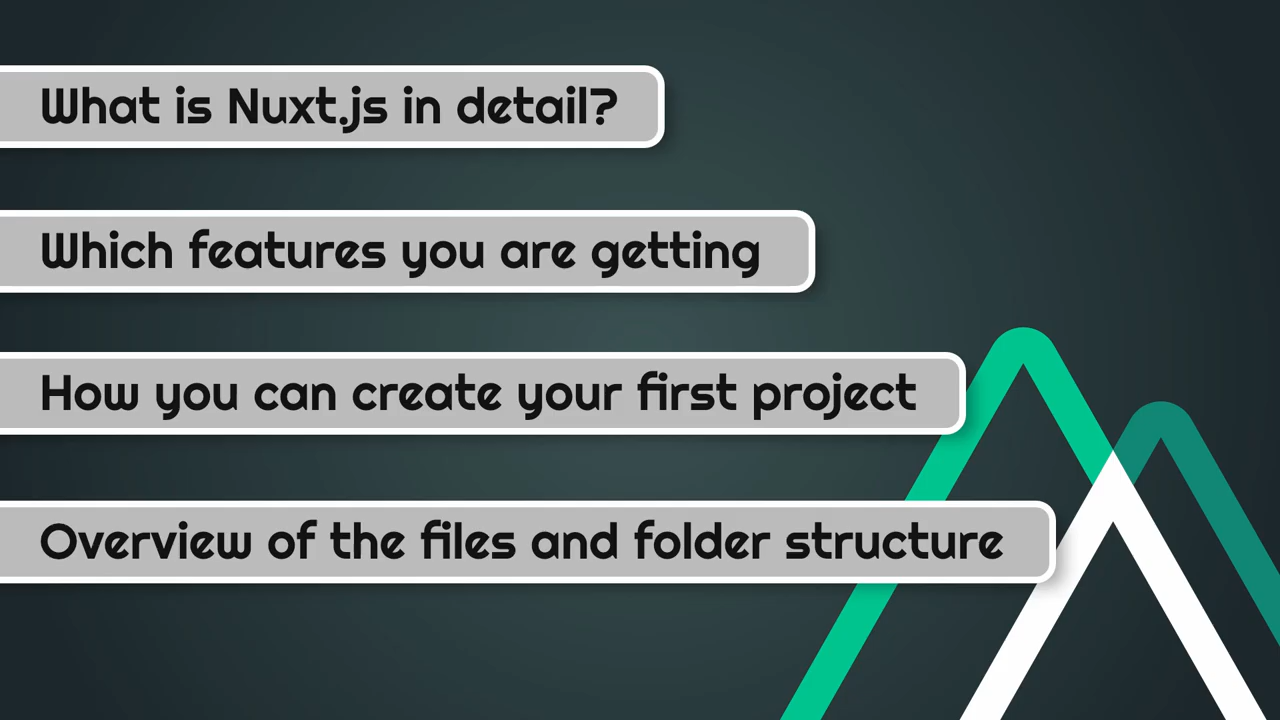 What is Nuxt.js in detail?
Which features you are getting
How you can create your first project
Overview of the files and folder structure